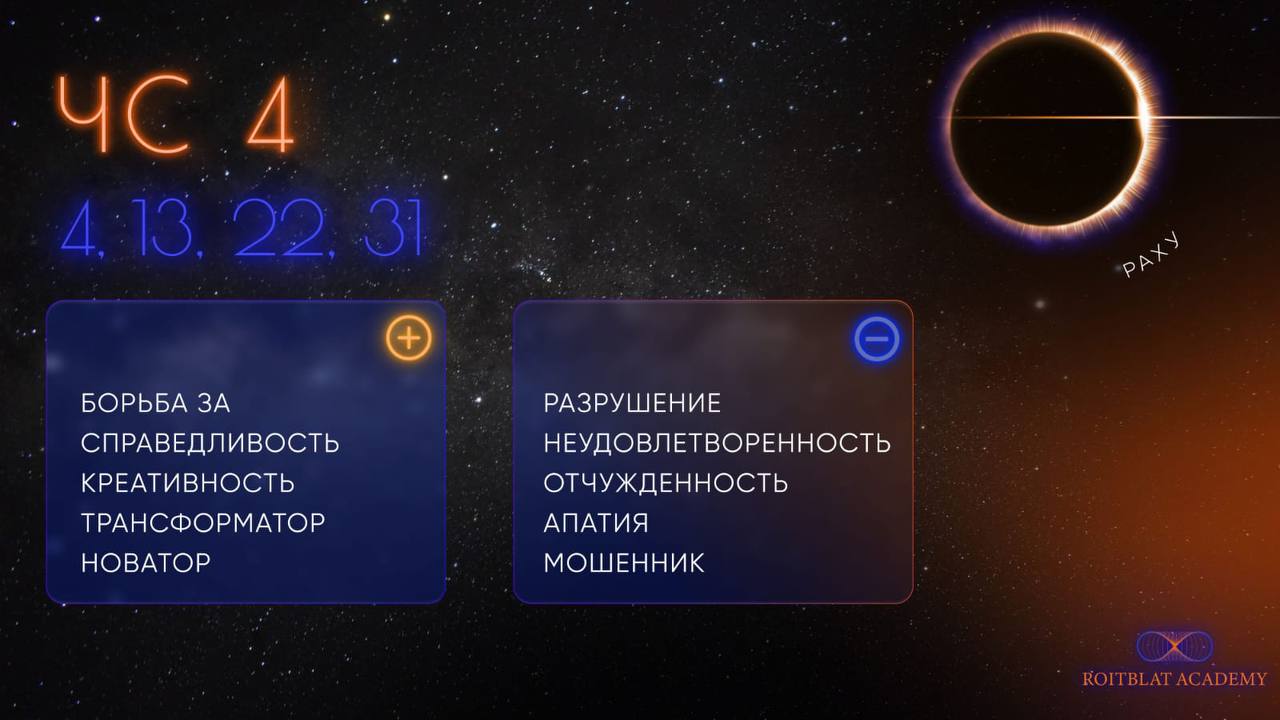 ЧС 4
4, 13, 22, 31
РАХУ
БОРЬБА ЗА
СПРАВЕДЛИВОСТЬ
КРЕАТИВНОСТЬ
ТРАНСФОРМАТОР
НОВАТОР
РАЗРУШЕНИЕ
НЕУДОВЛЕТВОРЕННОСТЬ
ОТЧУЖДЕННОСТЬ
АПАТИЯ
МОШЕННИК
ROITBLAT ACADEMY